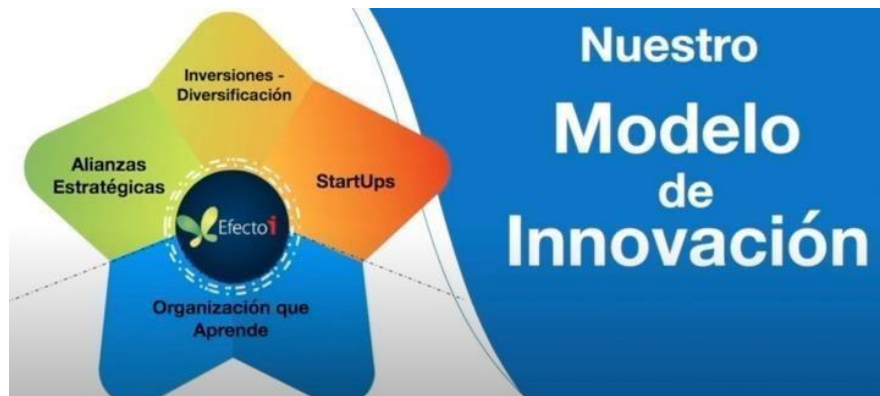 Inversiones -
Diversificación
Alianzas
Estratégicas
StartUps
Efectoi
Organización que
Aprende
Nuestro
Modelo
de
Innovación